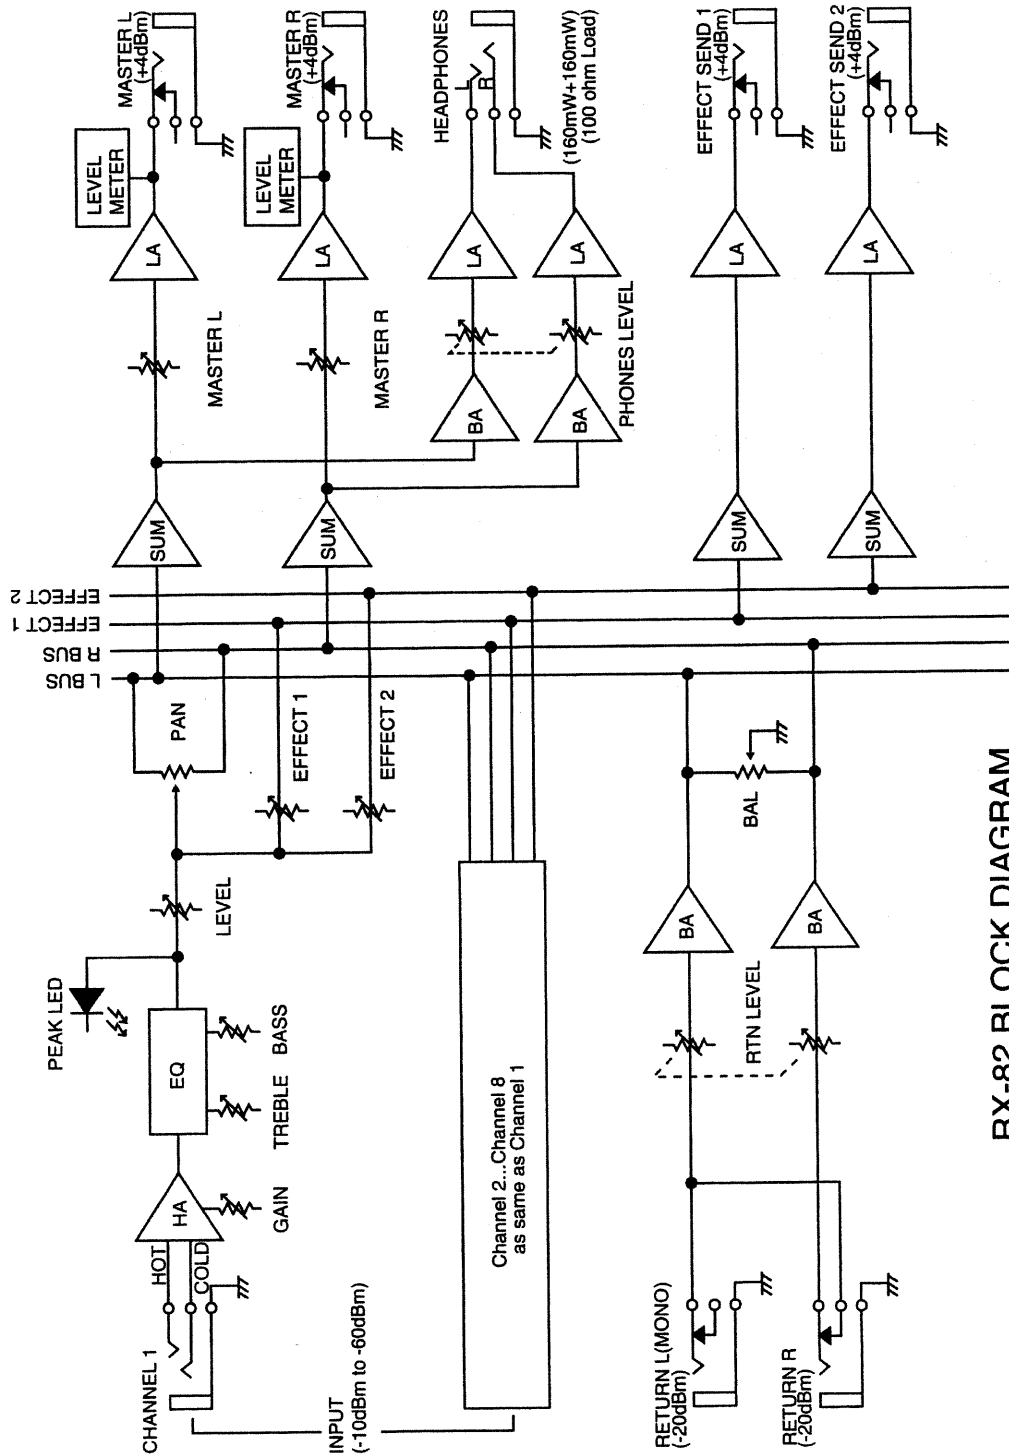 CHANNEL 1
HOT
COLD
HA
GAIN
EQ
TREBLE
BASS
PEAK LED
LEVEL
PAN
EFFECT 1
EFFECT 2
INPUT
(-10dBm to -60dBm)
Channel 2...Channel 8
as same as Channel 1
RETURN L(MONO)
(-20dBm)
RETURN R
(-20dBm)
RTN LEVEL
BA
BA
BAL
L BUS
R BUS
EFFECT 1
EFFECT 2
SUM
MASTER L
LA
LEVEL
METER
MASTER L
(+4dBm)
SUM
MASTER R
LA
LEVEL
METER
MASTER R
(+4dBm)
BA
BA
PHONES LEVEL
LA
LA
HEADPHONES
L
R
(160mW+160mW)
(100 ohm Load)
SUM
LA
EFFECT SEND 1
(+4dBm)
SUM
LA
EFFECT SEND 2
(+4dBm)
RX-82 BLOCK DIAGRAM